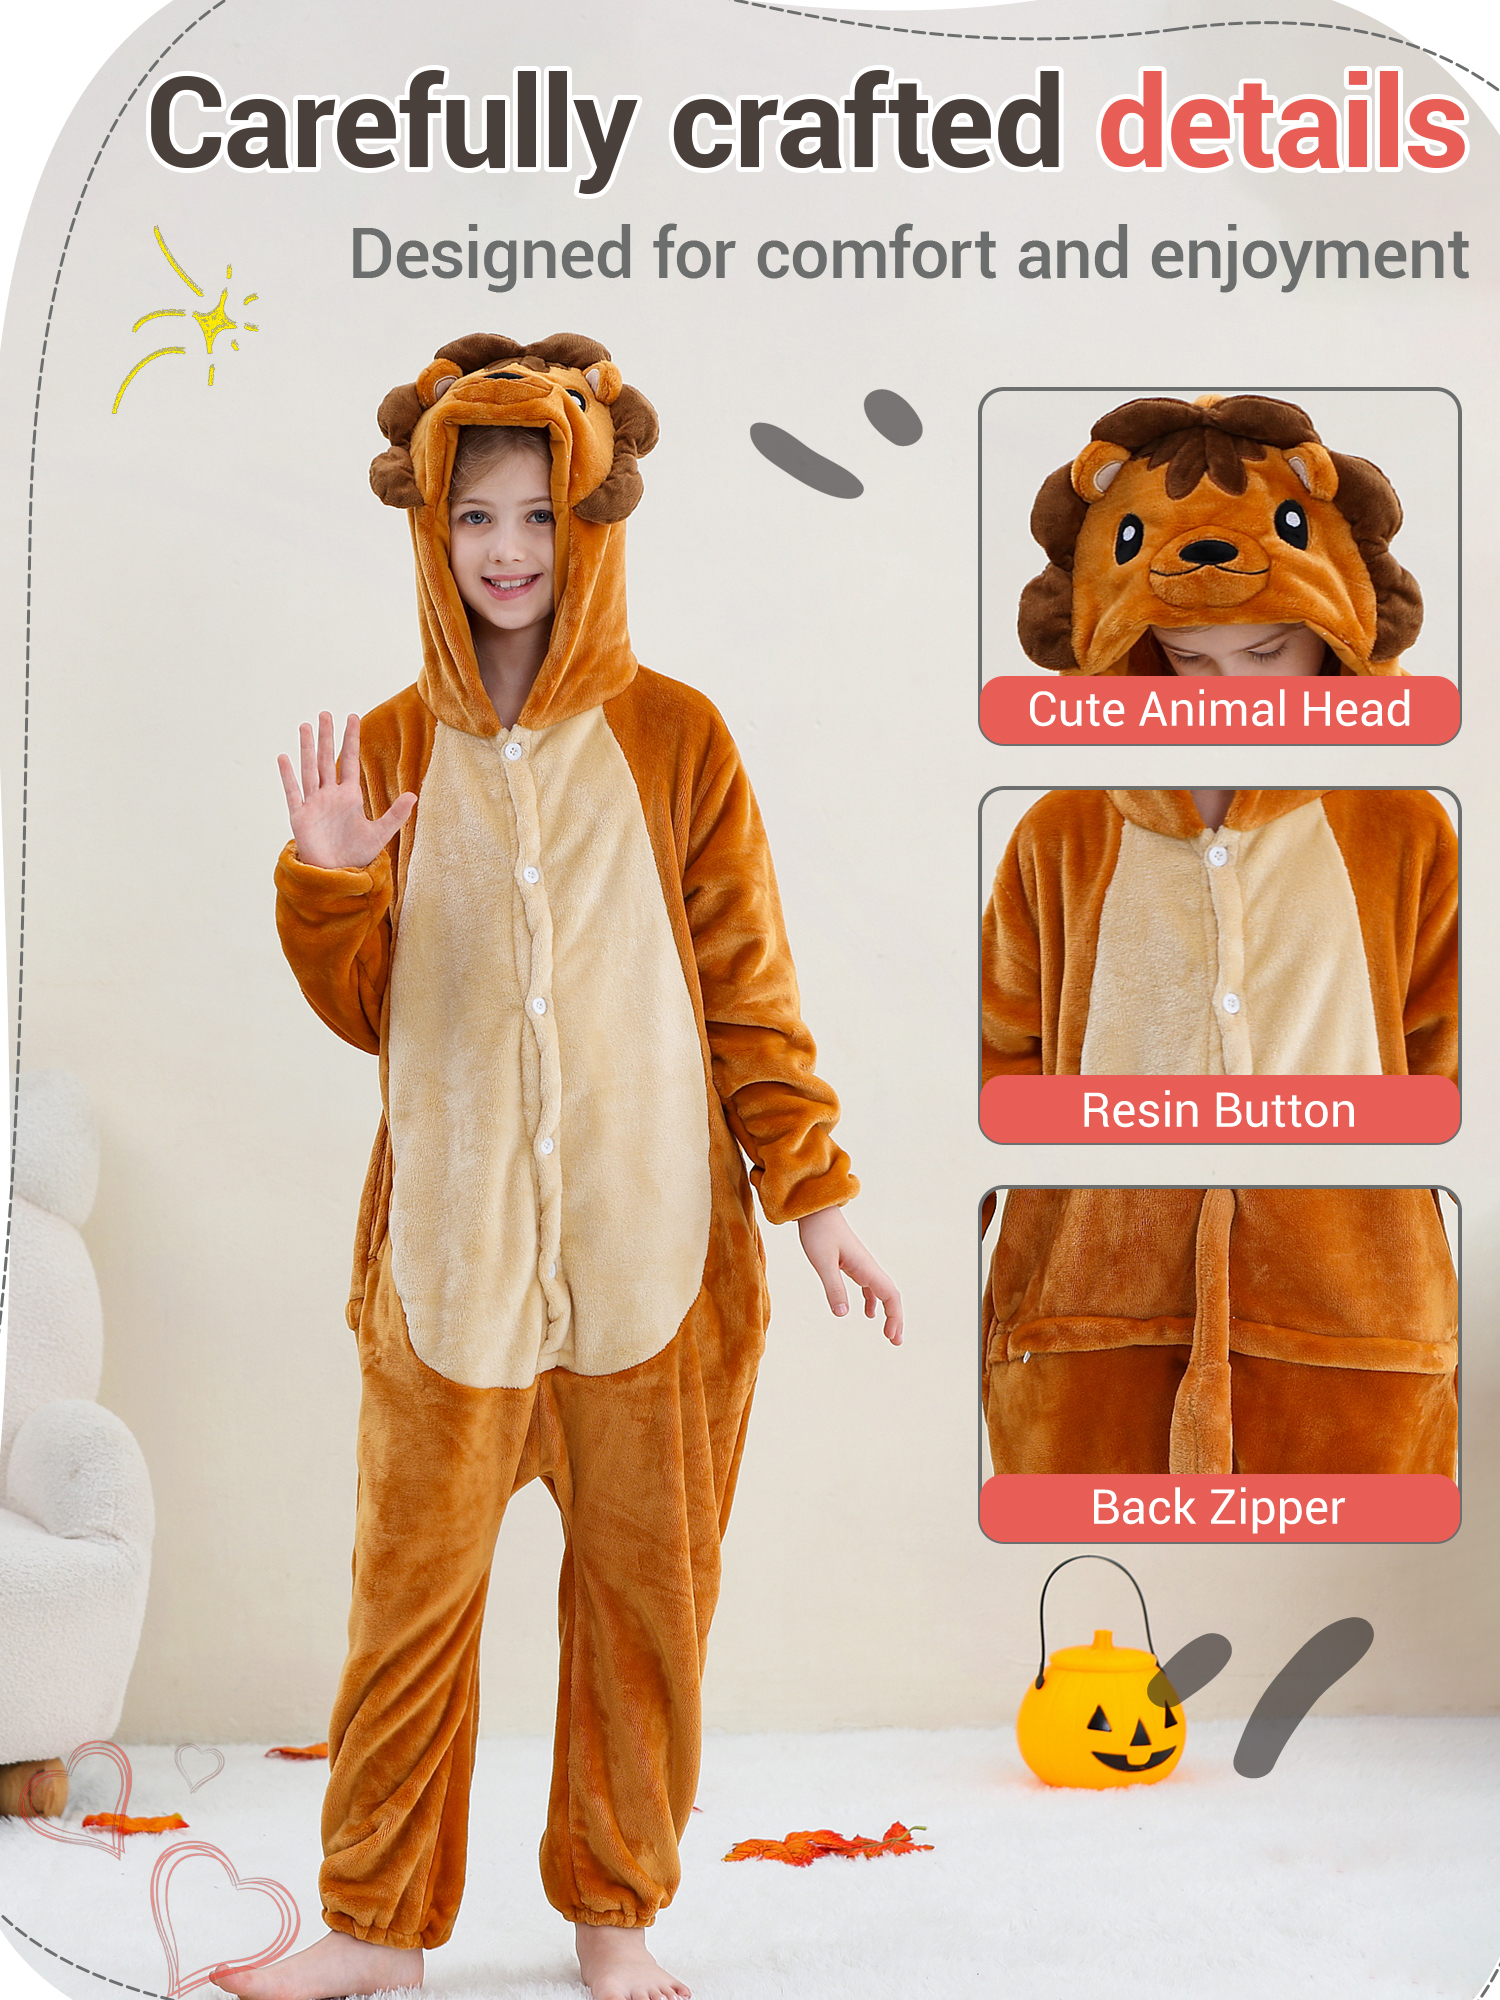 Carefully crafted details
Designed for comfort and enjoyment
Cute Animal Head
Resin Button
Back Zipper